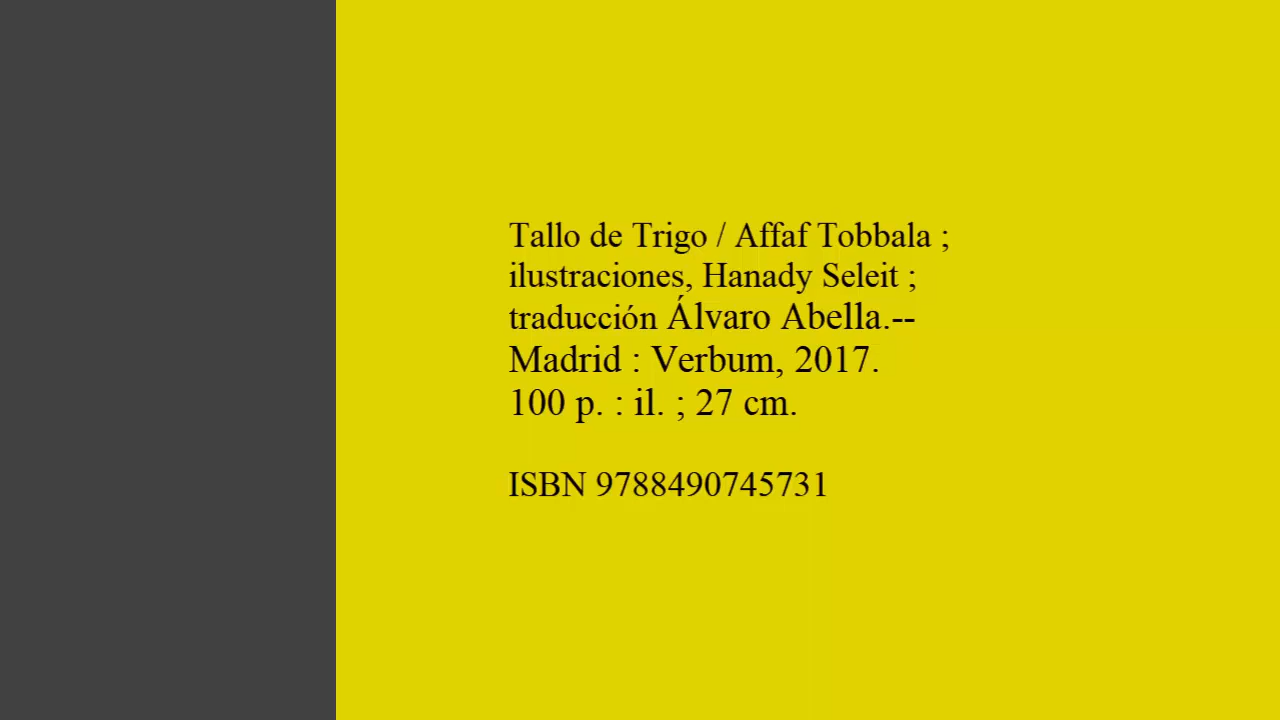 Tallo de Trigo / Affaf Tobbala ;
ilustraciones, Hanady Seleit ;
traducción Álvaro Abella.--
Madrid : Verbum, 2017.
100 p. : il. ; 27 cm.
ISBN 9788490745731